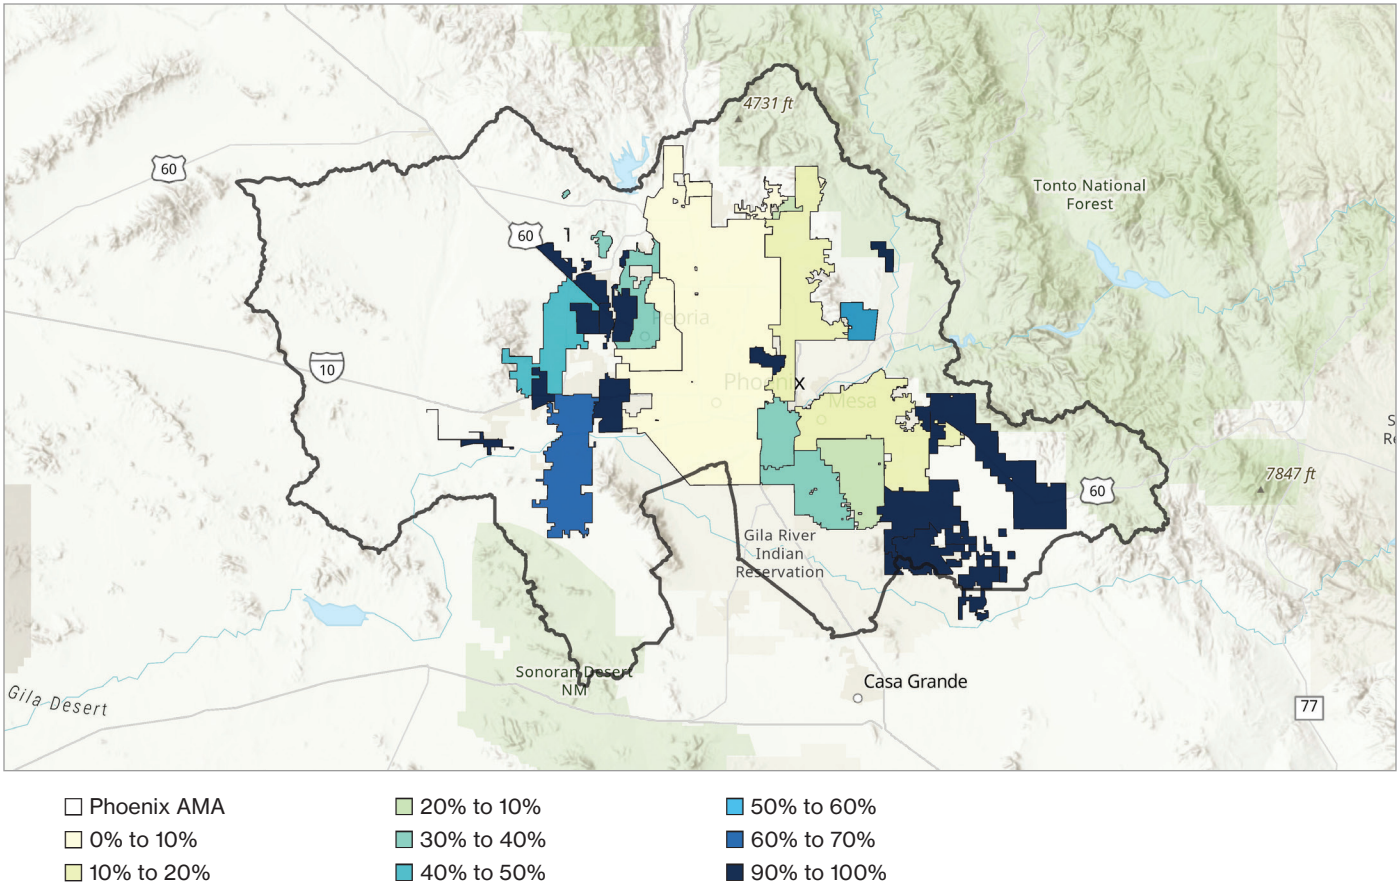 4731 ft
60
Tonto National
Forest
60
Peoria
10
Phoenix
Mesa
S
Re
7847 ft
60
Gila River
Indian
Reservation
Sonoran Desert
NM
Casa Grande
Gila Desert
77
Phoenix AMA
0% to 10%
10% to 20%
20% to 10%
30% to 40%
40% to 50%
50% to 60%
60% to 70%
90% to 100%